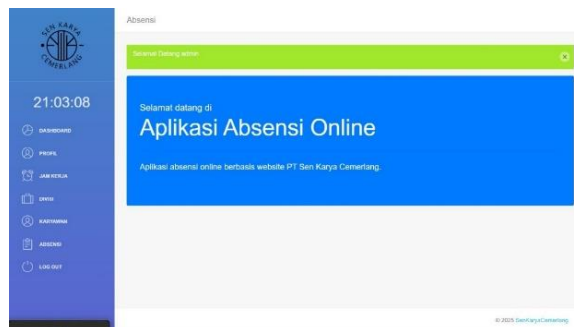 SEN KARYA
CEMERLANG
21:03:08
DASHBOARD
PROFIL
JAM KERJA
DIVISI
KARYAWAN
ABSENSI
LOG OUT
Absensi
Selamat Datang admin
Selamat datang di
Aplikasi Absensi Online
Aplikasi absensi online berbasis website PT Sen Karya Cemerlang.
© 2025 SenKaryaCemerlang